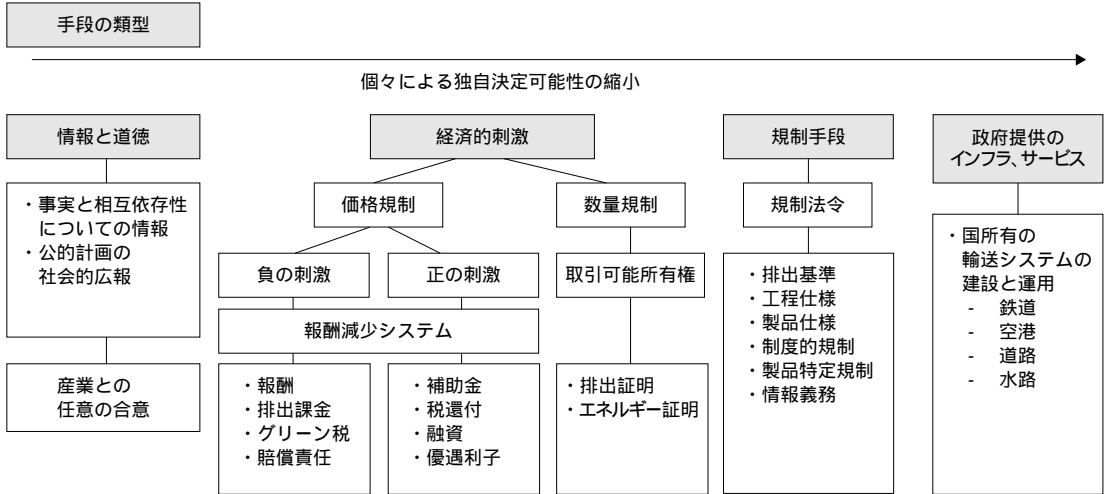 手段の類型
個々による独自決定可能性の縮小
情報と道徳
・事実と相互依存性
についての情報
・公的計画の
社会的広報
産業との
任意の合意
経済的刺激
価格規制
数量規制
負の刺激
正の刺激
取引可能所有権
報酬減少システム
・報酬
・排出課金
・グリーン税
・賠償責任
・補助金
・税還付
・融資
・優遇利子
・排出証明
・エネルギー証明
規制手段
規制法令
・排出基準
・工程仕様
・製品仕様
・制度的規制
・製品特定規制
・情報義務
政府提供の
インフラ、サービス
・国所有の
輸送システムの
建設と運用
- 鉄道
- 空港
- 道路
- 水路